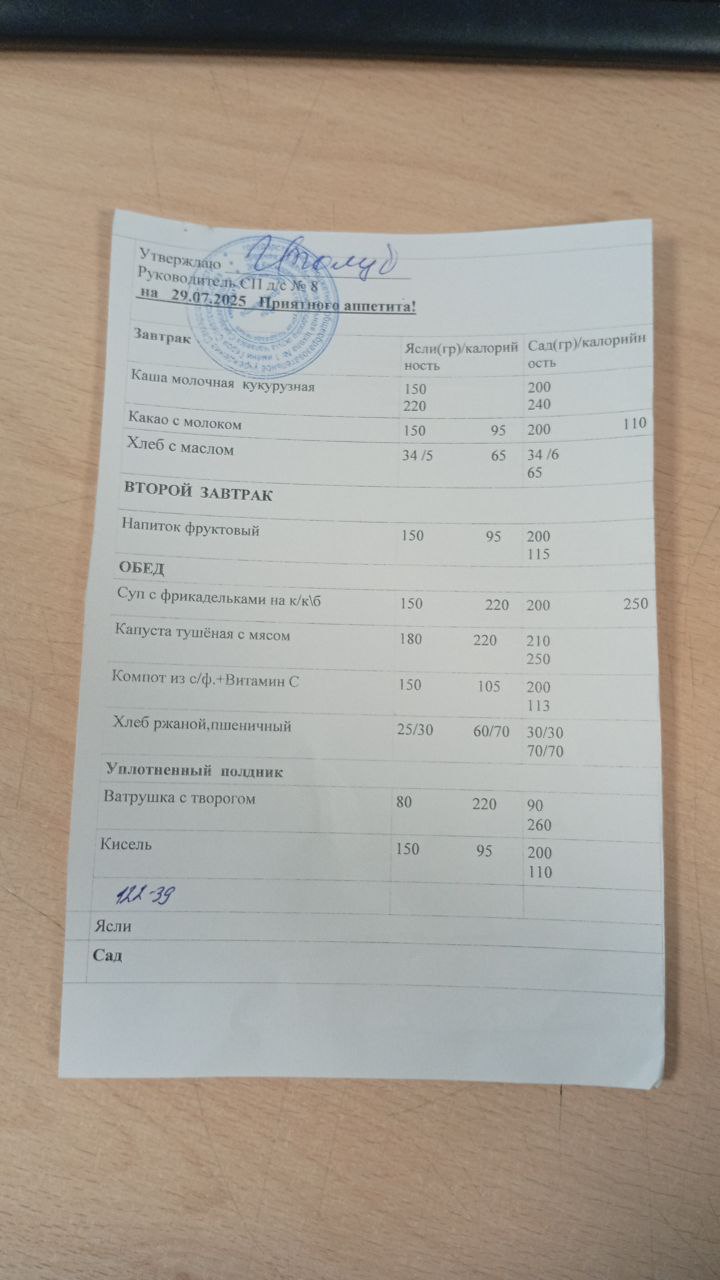 Утверждаю
Руководитель СП д/с № 8
на 29.07.2025 Приятного аппетита!
Завтрак Ясли(гр)/калорий Сад(гр)/калорийн
ность ость
Каша молочная кукурузная 150 200
220 240
Какао с молоком 150 95 200 110
Хлеб с маслом 34 /5 65 34 /6
65
ВТОРОЙ ЗАВТРАК
Напиток фруктовый 150 95 200
115
ОБЕД
Суп с фрикадельками на к/к\б 150 220 200 250
Капуста тушёная с мясом 180 220 210
250
Компот из с/ф.+Витамин С 150 105 200
113
Хлеб ржаной,пшеничный 25/30 60/70 30/30
70/70
Уплотненный полдник
Ватрушка с творогом 80 220 90
260
Кисель 150 95 200
110
122-39
Ясли
Сад